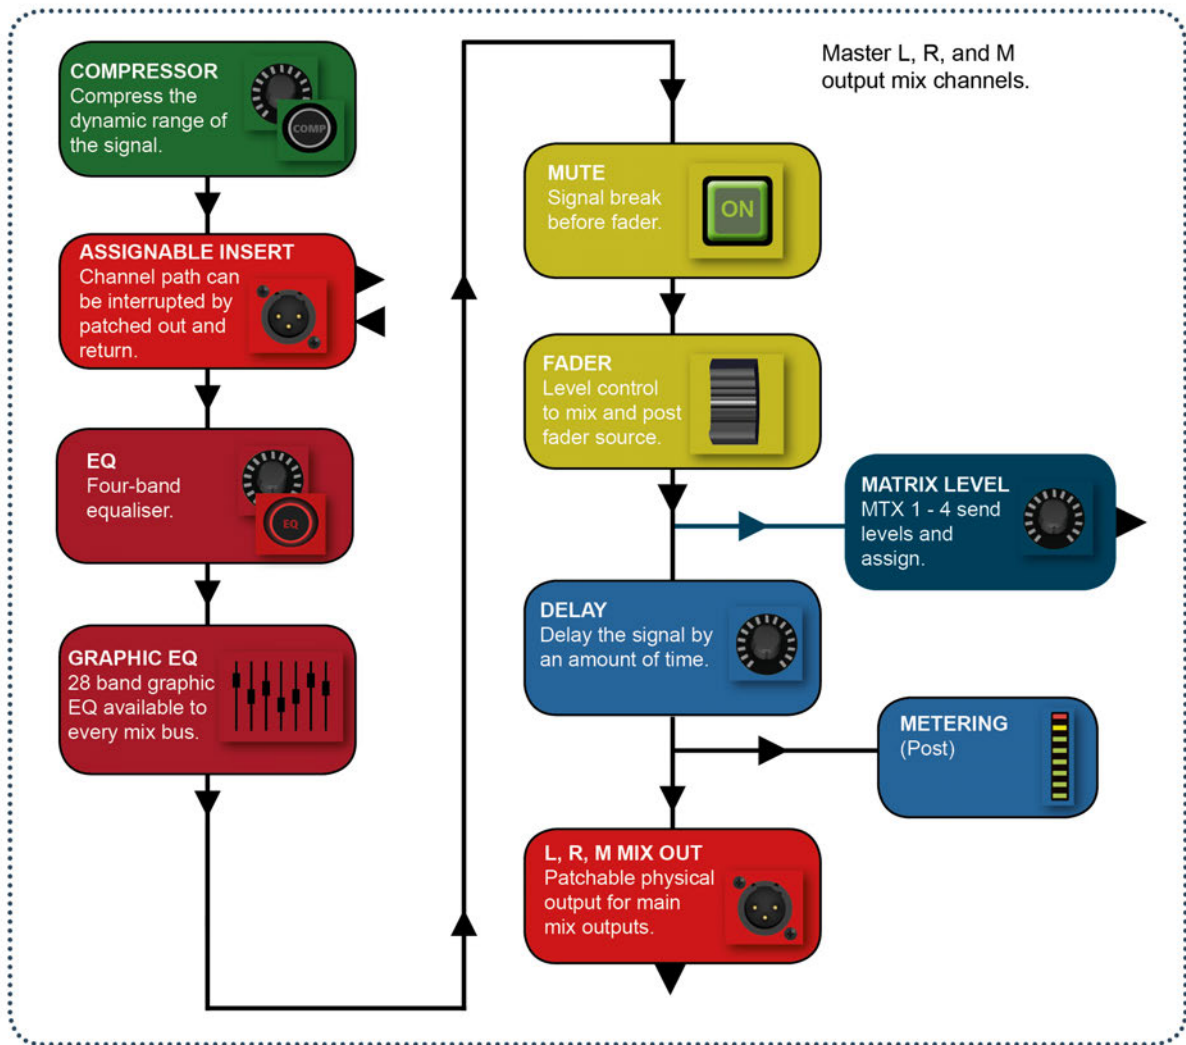 COMPRESSOR
Compress the
dynamic range of
the signal.
COMP
ASSIGNABLE INSERT
Channel path can
be interrupted by
patched out and
return.
EQ
Four-band
equaliser.
EQ
GRAPHIC EQ
28 band graphic
EQ available to
every mix bus.
Master L, R, and M
output mix channels.
MUTE
Signal break
before fader.
ON
FADER
Level control
to mix and post
fader source.
MATRIX LEVEL
MTX 1 - 4 send
levels and
assign.
DELAY
Delay the signal by
an amount of time.
METERING
(Post)
L, R, M MIX OUT
Patchable physical
output for main
mix outputs.